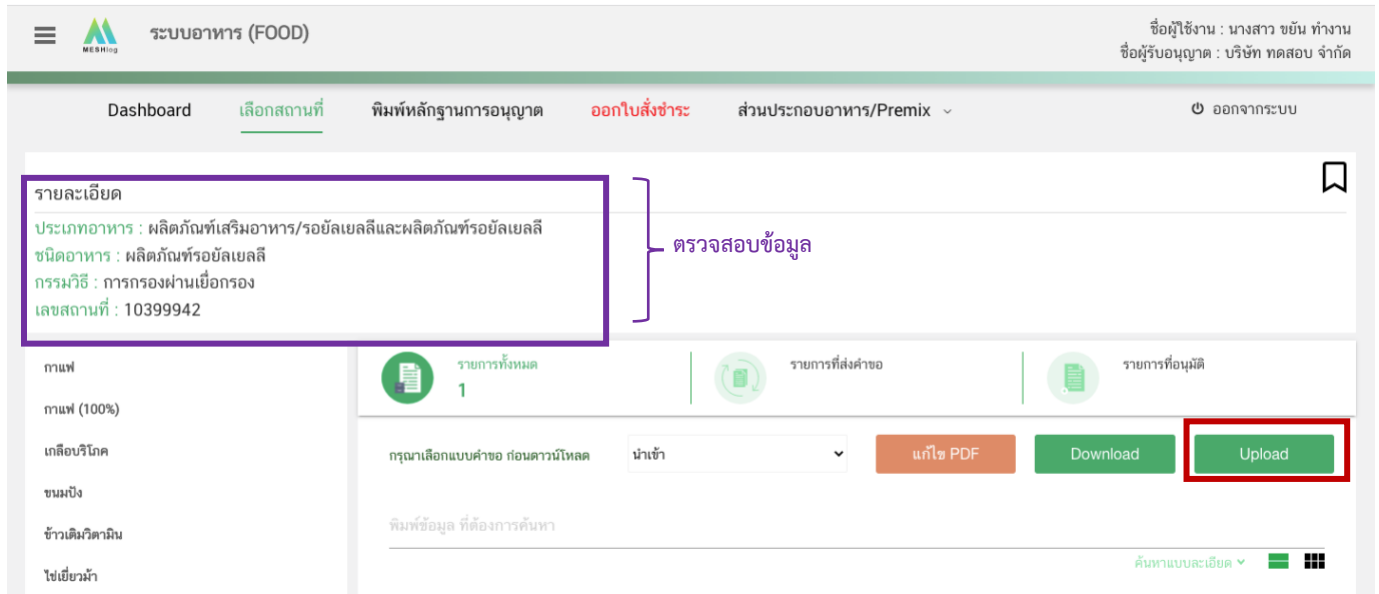 MESHlog
ระบบอาหาร (FOOD)
ชื่อผู้ใช้งาน : นางสาว ขยัน ทำงาน
ชื่อผู้รับอนุญาต : บริษัท ทดสอบ จำกัด
Dashboard เลือกสถานที่ พิมพ์หลักฐานการอนุญาต ออกใบสั่งชำระ ส่วนประกอบอาหาร/Premix ออกจากระบบ
รายละเอียด
ประเภทอาหาร : ผลิตภัณฑ์เสริมอาหาร/รอยัลเยลลีและผลิตภัณฑ์รอยัลเยลลี
ชนิดอาหาร : ผลิตภัณฑ์รอยัลเยลลี
กรรมวิธี : การกรองผ่านเยื่อกรอง
เลขสถานที่ : 10399942
ตรวจสอบข้อมูล
กาแฟ
กาแฟ (100%)
เกลือบริโภค
ขนมปัง
ข้าวเติมวิตามิน
ไข่เยี่ยวม้า
รายการทั้งหมด
1
รายการที่ส่งคำขอ
รายการที่อนุมัติ
กรุณาเลือกแบบคำขอ ก่อนดาวน์โหลด นำเข้า แก้ไข PDF Download Upload
พิมพ์ข้อมูล ที่ต้องการค้นหา
ค้นหาแบบละเอียด